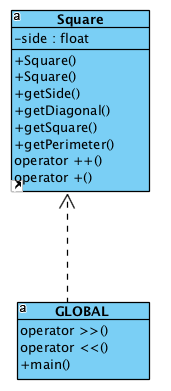 a
Square
-side : float
+Square()
+Square()
+getSide()
+getDiagonal()
+getSquare()
+getPerimeter()
operator ++()
operator +()
a
GLOBAL
operator >>()
operator <<()
+main()